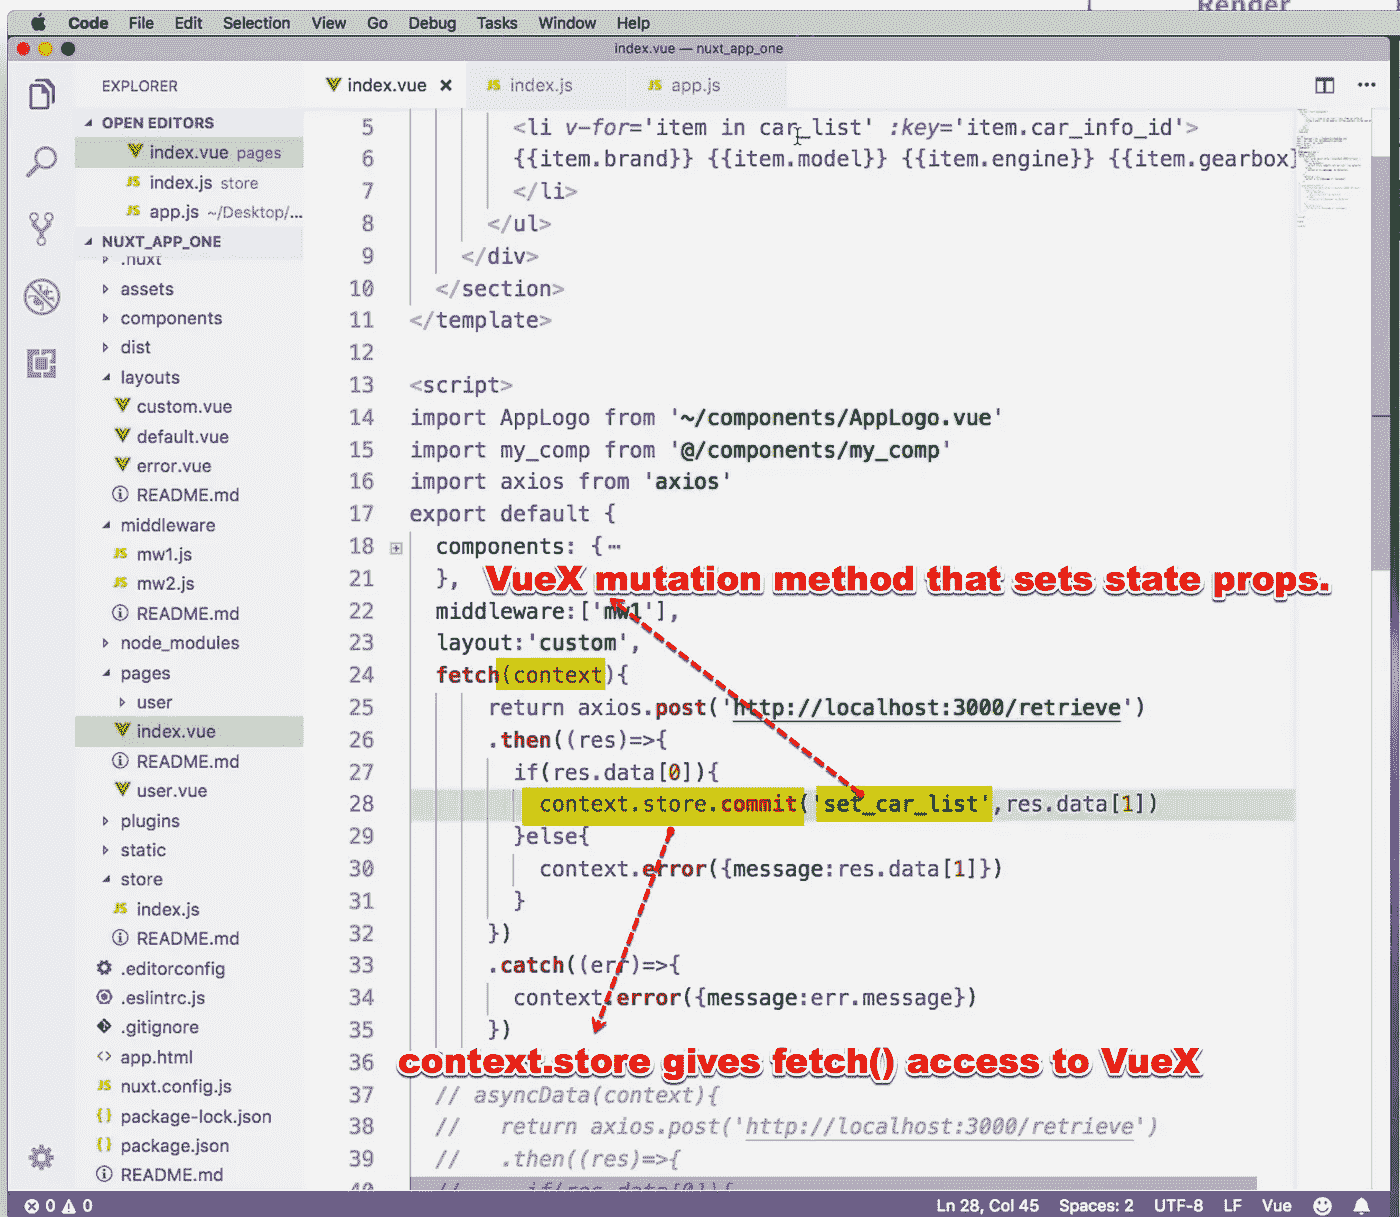 Render
Code File Edit Selection View Go Debug Tasks Window Help
index.vue — nuxt_app_one
EXPLORER
OPEN EDITORS
index.vue pages
index.js store
app.js ~/Desktop/...
NUXT_APP_ONE
.nuxt
assets
components
dist
layouts
custom.vue
default.vue
error.vue
README.md
middleware
mw1.js
mw2.js
README.md
node_modules
pages
user
index.vue
README.md
user.vue
plugins
static
store
index.js
README.md
.editorconfig
.eslintrc.js
.gitignore
app.html
nuxt.config.js
package-lock.json
package.json
README.md
index.vue index.js app.js
5 <li v-for='item in car_list' :key='item.car_info_id'>
6 {{item.brand}} {{item.model}} {{item.engine}} {{item.gearbox}
7 </li>
8 </ul>
9 </div>
10 </section>
11 </template>
12
13 <script>
14 import AppLogo from '~/components/AppLogo.vue'
15 import my_comp from '@/components/my_comp'
16 import axios from 'axios'
17 export default {
18 components: {⋯
21 },
VueX mutation method that sets state props.
22 middleware:['mw1'],
23 layout:'custom',
24 fetch(context){
25 return axios.post('http://localhost:3000/retrieve')
26 .then((res)=>{
27 if(res.data[0]){
28 context.store.commit('set_car_list',res.data[1])
29 }else{
30 context.error({message:res.data[1]})
31 }
32 })
33 .catch((err)=>{
34 context.error({message:err.message})
35 })
36
context.store gives fetch() access to VueX
37 // asyncData(context){
38 // return axios.post('http://localhost:3000/retrieve')
39 // .then((res)=>{
40 // if(res.data[0]){
0 0
Ln 28, Col 45 Spaces: 2 UTF-8 LF Vue